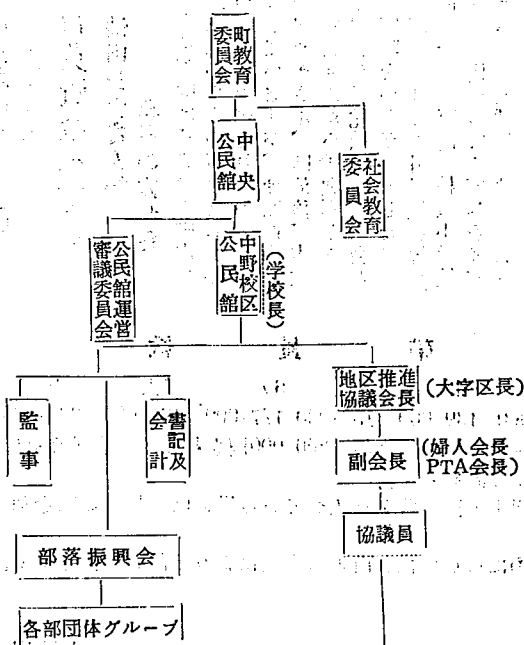 町教育
委員会
中央
公民館
社会教育
委員会
公民館運営
審議委員会
中野校区
公民館
(学校長)
地区推進
協議会長
(大字区長)
監事
書記及
会計
副会長
(婦人会長
PTA会長)
協議員
部落振興会
各部団体グループ